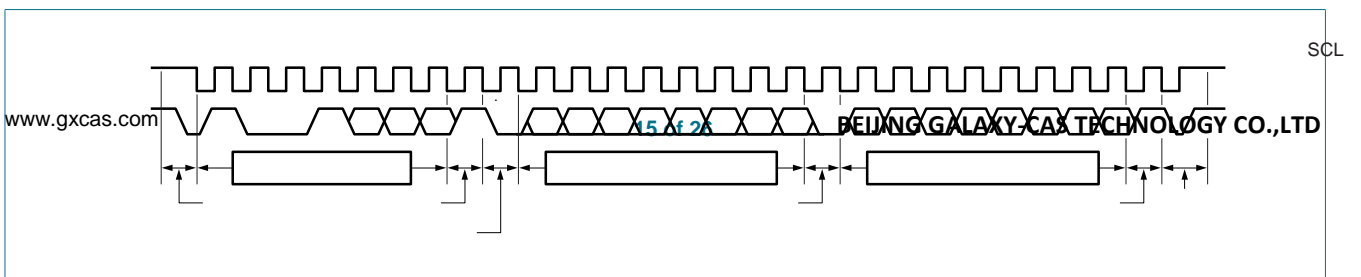 SCL
www.gxcas.com
15 of 26
BEIJING GALAXY-CAS TECHNOLOGY CO.,LTD